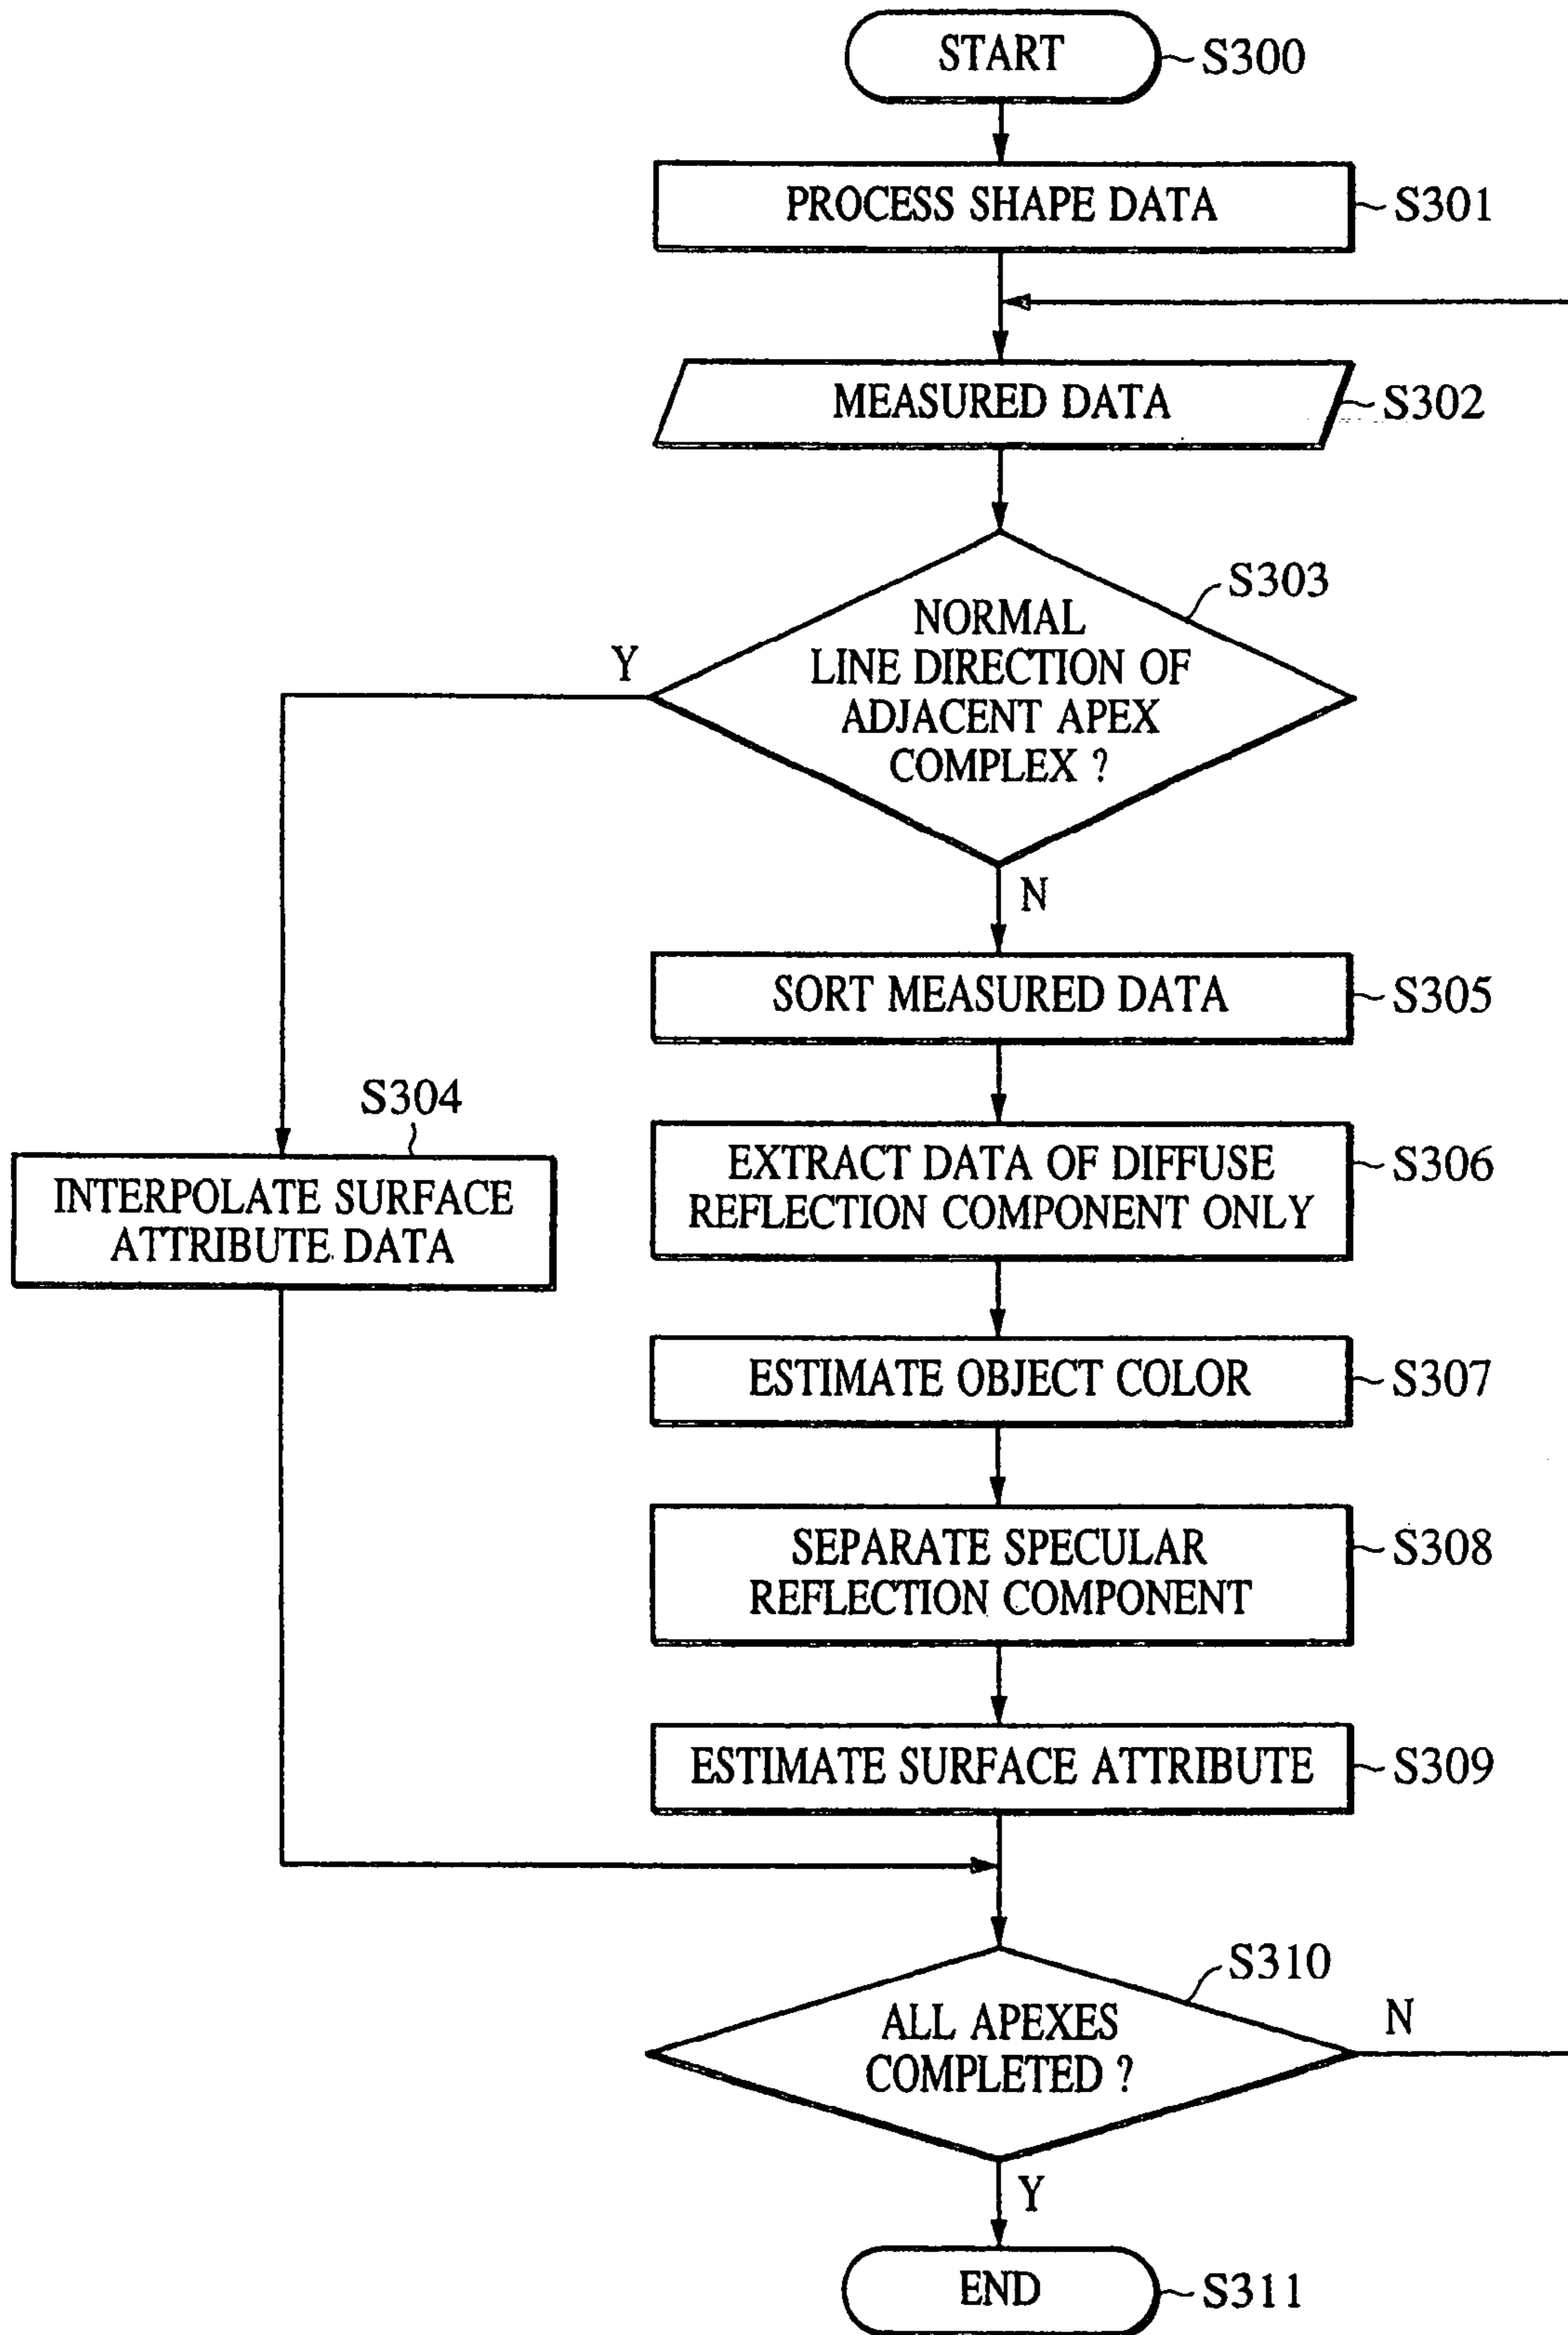 START
S300
PROCESS SHAPE DATA
S301
MEASURED DATA
S302
S303
NORMAL
LINE DIRECTION OF
ADJACENT APEX
COMPLEX ?
Y
N
SORT MEASURED DATA
S305
S304
INTERPOLATE SURFACE
ATTRIBUTE DATA
EXTRACT DATA OF DIFFUSE
REFLECTION COMPONENT ONLY
S306
ESTIMATE OBJECT COLOR
S307
SEPARATE SPECULAR
REFLECTION COMPONENT
S308
ESTIMATE SURFACE ATTRIBUTE
S309
S310
ALL APEXES
COMPLETED ?
N
Y
END
S311